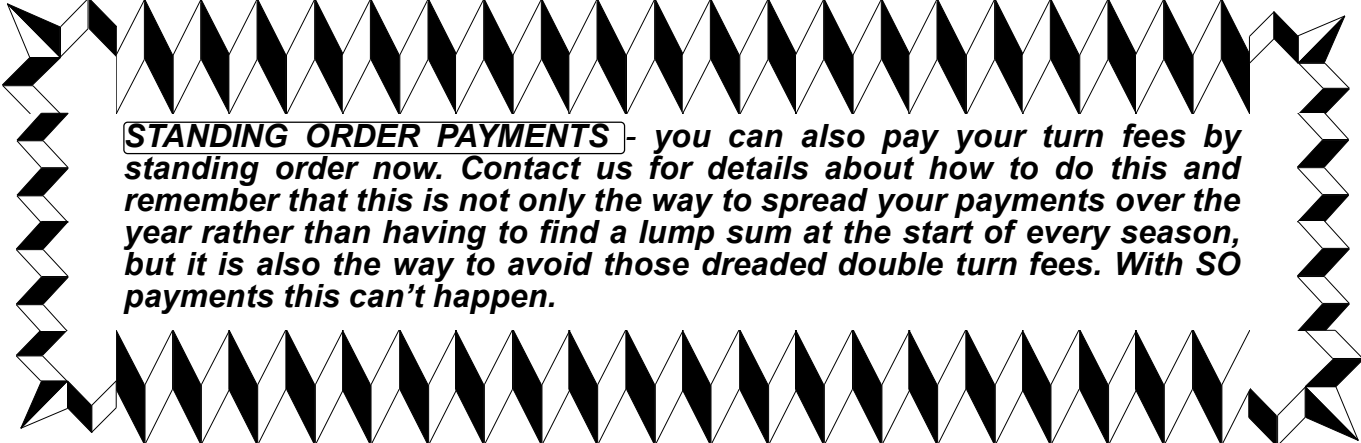 STANDING ORDER PAYMENTS - you can also pay your turn fees by
standing order now. Contact us for details about how to do this and
remember that this is not only the way to spread your payments over the
year rather than having to find a lump sum at the start of every season,
but it is also the way to avoid those dreaded double turn fees. With SO
payments this can’t happen.